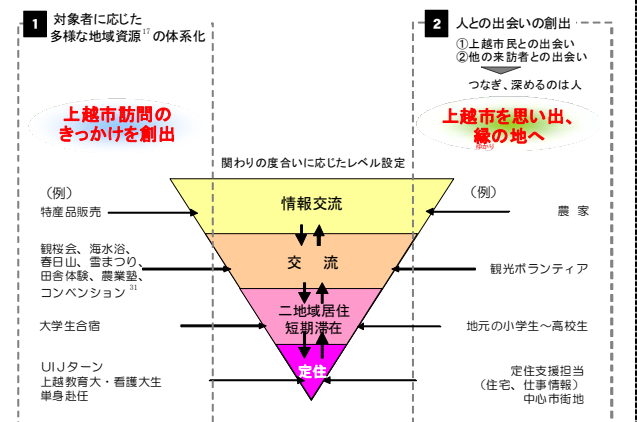 1 対象者に応じた
多様な地域資源17の体系化
上越市訪問の
きっかけを創出
2 人との出会いの創出
①上越市民との出会い
②他の来訪者との出会い
つなぎ、深めるのは人
上越市を思い出、
縁の地へ
ゆかり
関わりの度合いに応じたレベル設定
(例)
特産品販売
観桜会、海水浴、
春日山、雪まつり、
田舎体験、農業塾、
コンベンション31
大学生合宿
UIJターン
上越教育大・看護大生
単身赴任
情報交流
交 流
二地域居住
短期滞在
定住
(例)
農 家
観光ボランティア
地元の小学生~高校生
定住支援担当
(住宅、仕事情報)
中心市街地